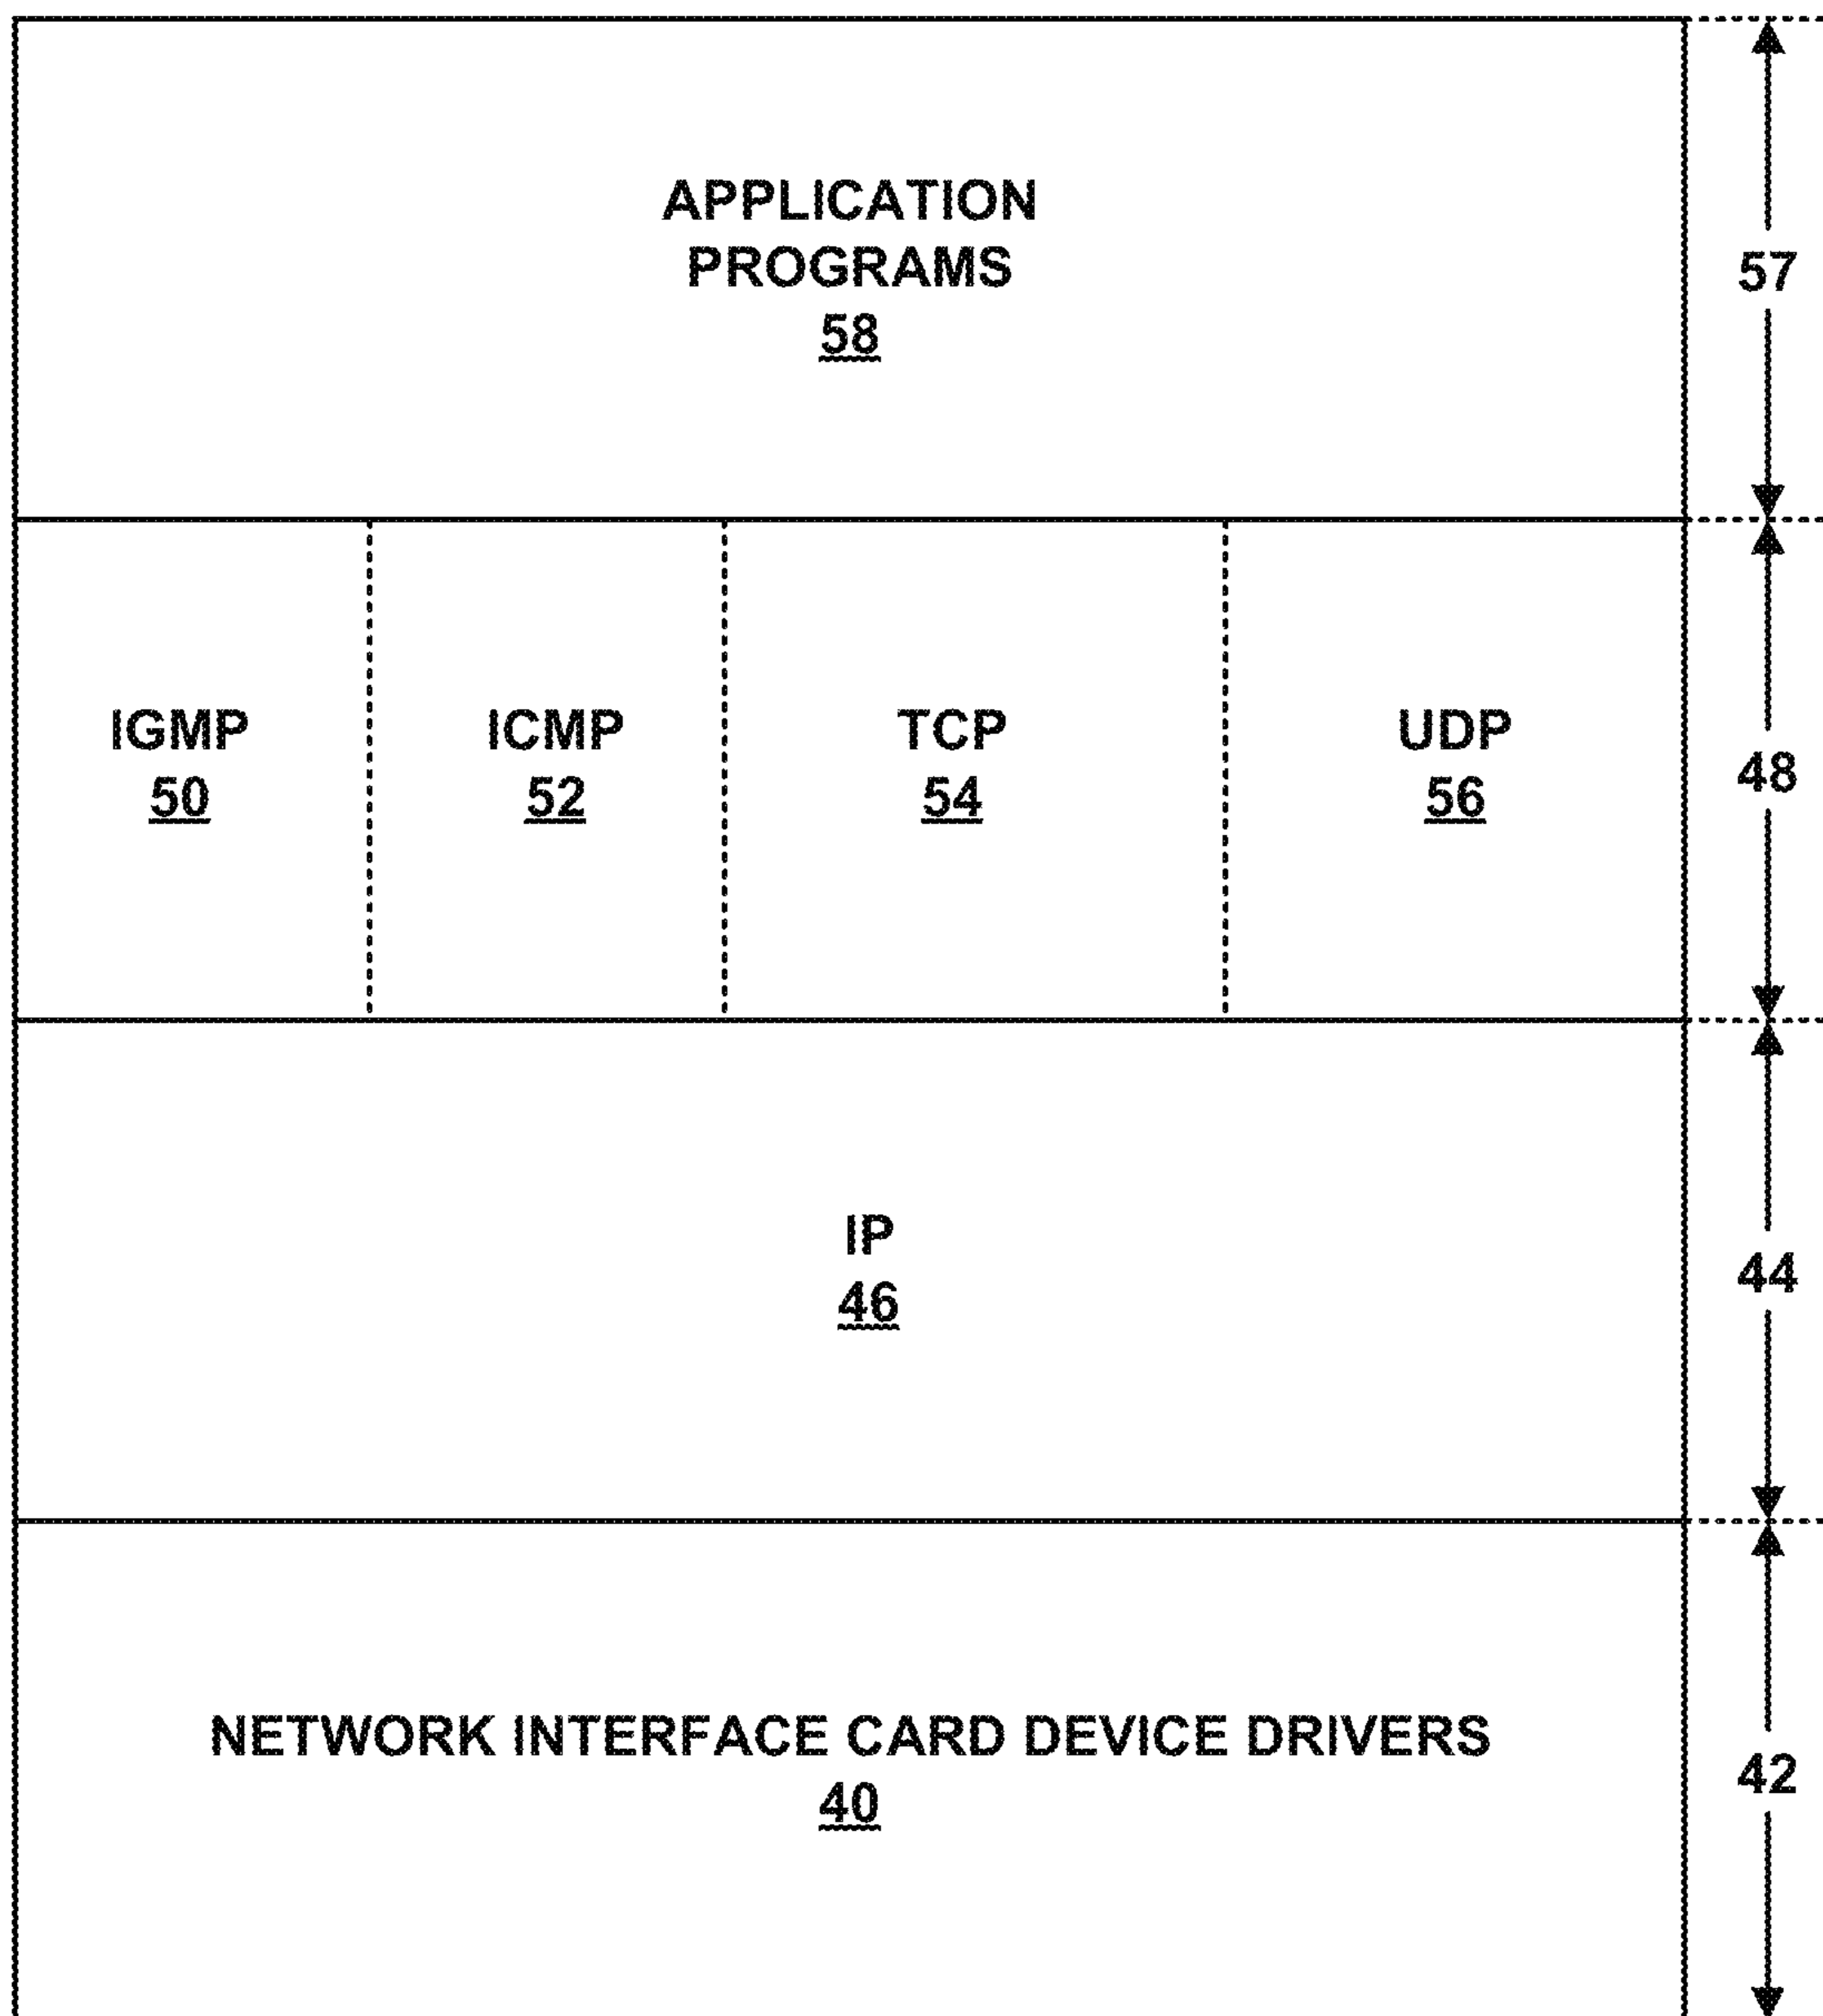 APPLICATION
PROGRAMS
58
57
IGMP
50
ICMP
52
TCP
54
UDP
56
48
IP
46
44
NETWORK INTERFACE CARD DEVICE DRIVERS
40
42